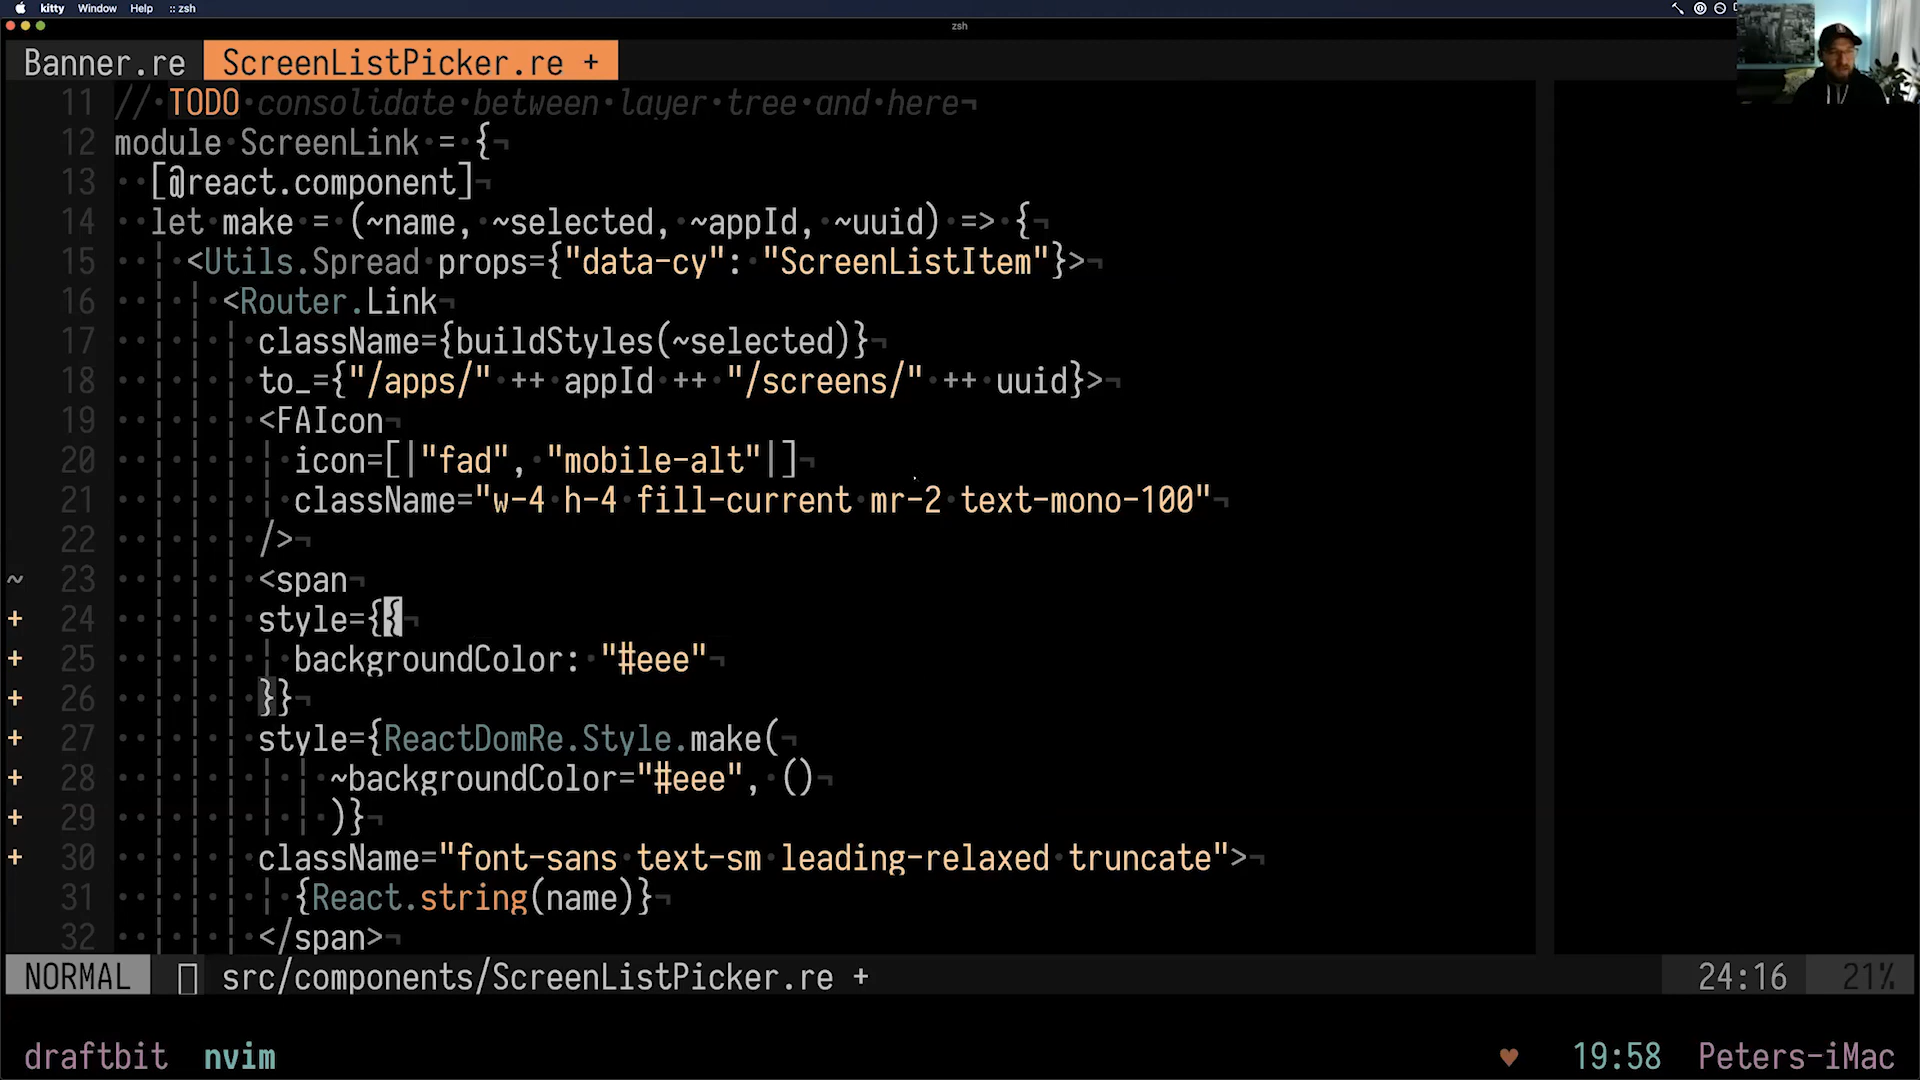 kitty Window Help :: zsh
zsh
Banner.re ScreenListPicker.re +
11 // TODO consolidate between layer tree and here
12 module ScreenLink = {
13 [@react.component]
14 let make = (~name, ~selected, ~appId, ~uuid) => {
15 <Utils.Spread props={"data-cy": "ScreenListItem"}>
16 <Router.Link
17 className={buildStyles(~selected)}
18 to_={"/apps/" ++ appId ++ "/screens/" ++ uuid}>
19 <FAIcon
20 icon=[|"fad", "mobile-alt"|]
21 className="w-4 h-4 fill-current mr-2 text-mono-100"
22 />
~ 23 <span
+ 24 style={{
+ 25 backgroundColor: "#eee"
+ 26 }}
+ 27 style={ReactDomRe.Style.make(
+ 28 ~backgroundColor="#eee", ()
+ 29 )}
+ 30 className="font-sans text-sm leading-relaxed truncate">
31 {React.string(name)}
32 </span>
NORMAL src/components/ScreenListPicker.re + 24:16 21%
draftbit nvim ♥ 19:58 Peters-iMac